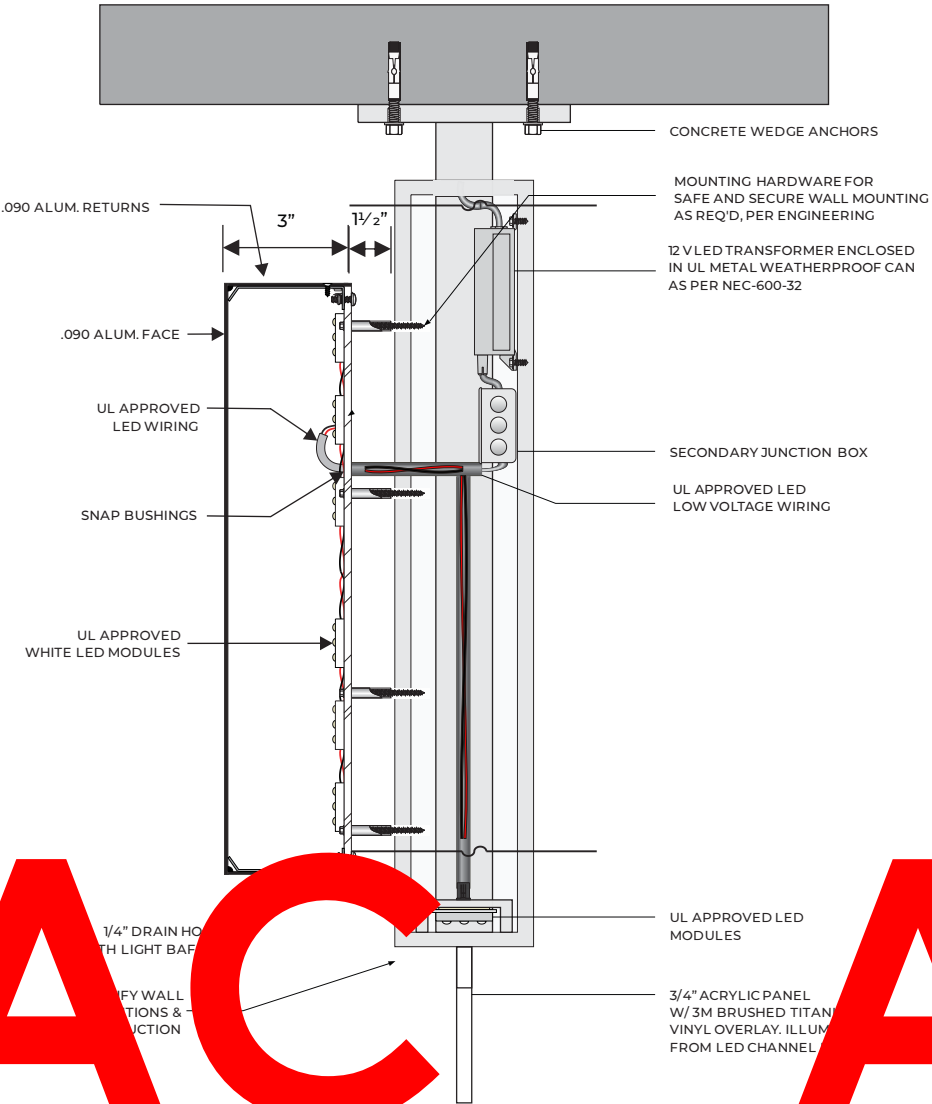 CONCRETE WEDGE ANCHORS
MOUNTING HARDWARE FOR
SAFE AND SECURE WALL MOUNTING
AS REQ'D, PER ENGINEERING
.090 ALUM. RETURNS
3”
1½”
12 V LED TRANSFORMER ENCLOSED
IN UL METAL WEATHERPROOF CAN
AS PER NEC-600-32
.090 ALUM. FACE
UL APPROVED
LED WIRING
SECONDARY JUNCTION BOX
UL APPROVED LED
LOW VOLTAGE WIRING
SNAP BUSHINGS
UL APPROVED
WHITE LED MODULES
UL APPROVED LED
MODULES
1/4” DRAIN
LIGHT
WALL
&
3/4” ACRYLIC PANEL
W/ 3M BRUSHED
VINYL OVERLAY.
FROM LED CHANNEL
AC A